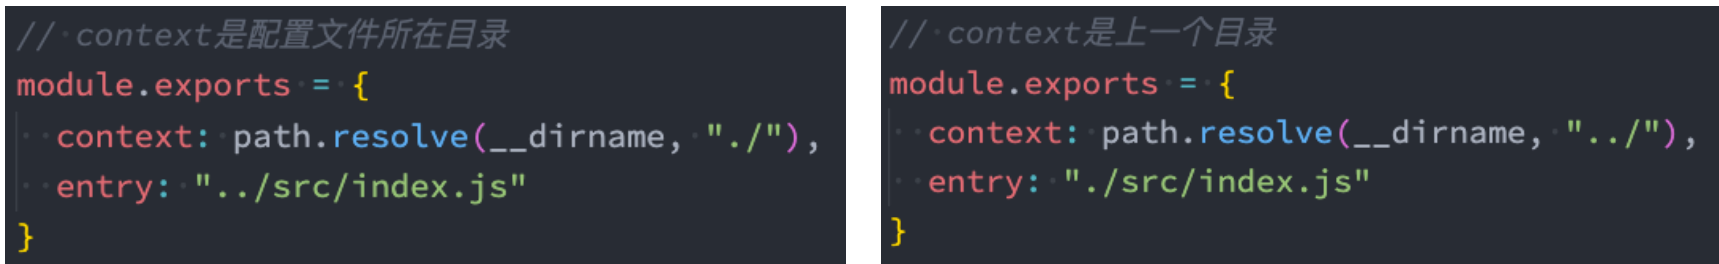 // context是配置文件所在目录
module.exports = {
  context: path.resolve(__dirname, "./"),
  entry: "../src/index.js"
}
// context是上一个目录
module.exports = {
  context: path.resolve(__dirname, "../"),
  entry: "./src/index.js"
}